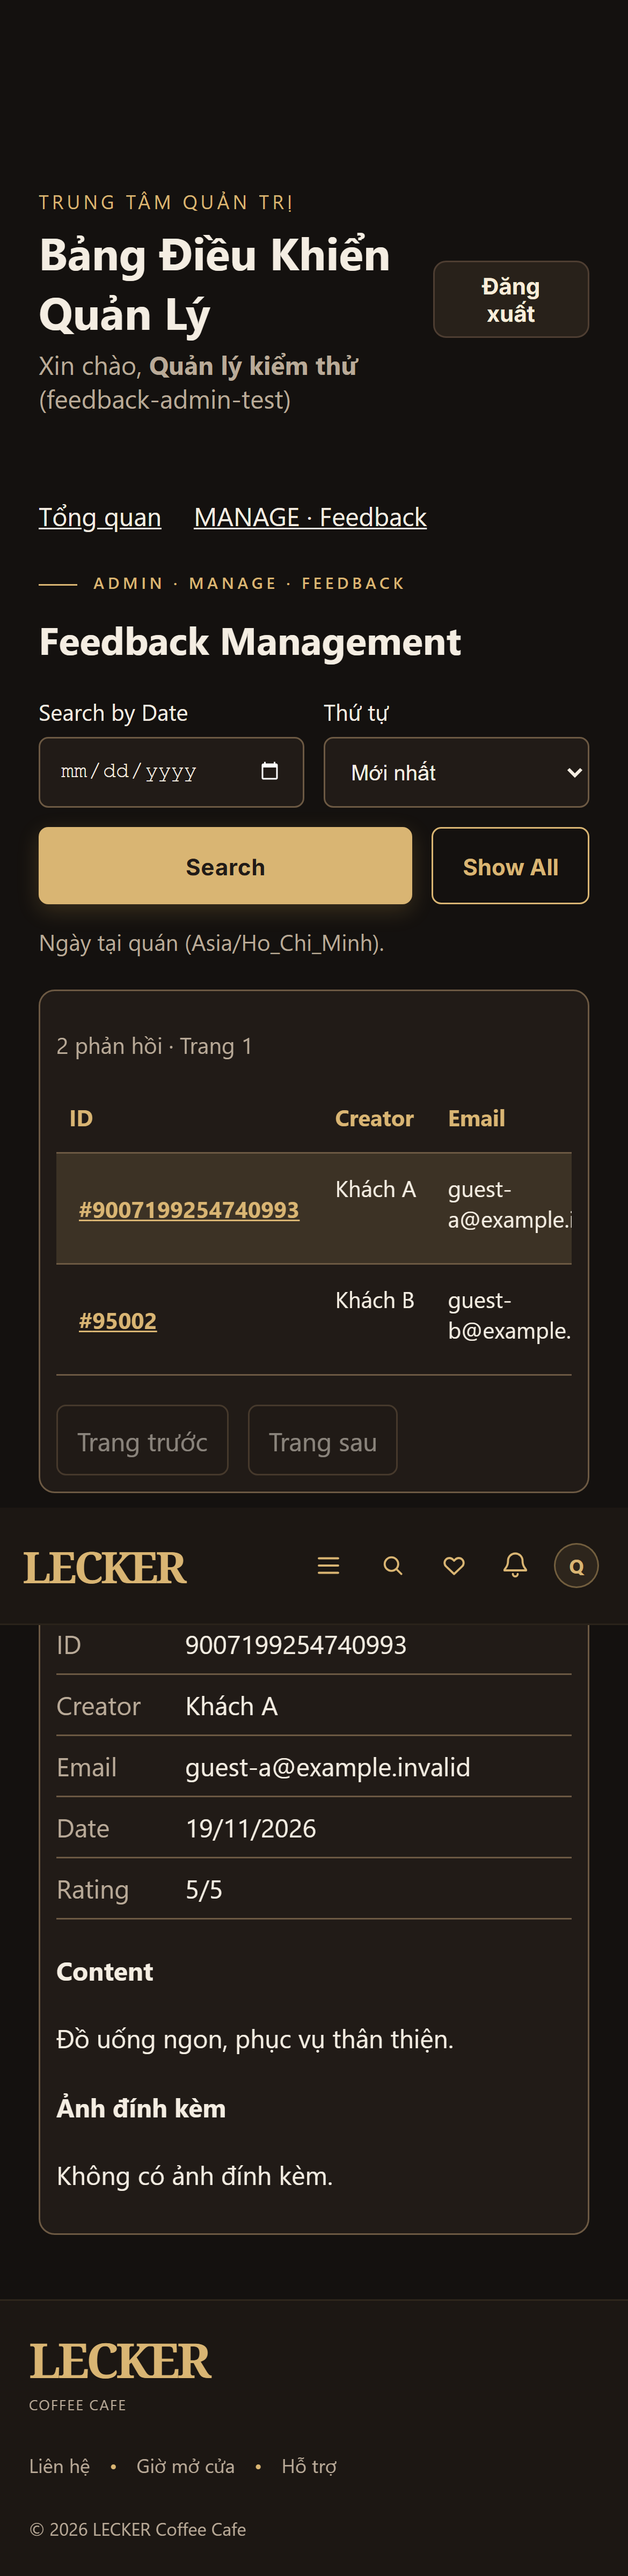 TRUNG TÂM QUẢN TRỊ
Bảng Điều Khiển
Quản Lý
Đăng
xuất
Xin chào, Quản lý kiểm thử
(feedback-admin-test)
Tổng quan MANAGE · Feedback
ADMIN · MANAGE · FEEDBACK
Feedback Management
Search by Date Thứ tự
mm/dd/yyyy Mới nhất
Search Show All
Ngày tại quán (Asia/Ho_Chi_Minh).
2 phản hồi · Trang 1
ID Creator Email
#9007199254740993 Khách A guest-
a@example.i
#95002 Khách B guest-
b@example.
Trang trước Trang sau
LECKER Q
ID 9007199254740993
Creator Khách A
Email guest-a@example.invalid
Date 19/11/2026
Rating 5/5
Content
Đồ uống ngon, phục vụ thân thiện.
Ảnh đính kèm
Không có ảnh đính kèm.
LECKER
COFFEE CAFE
Liên hệ • Giờ mở cửa • Hỗ trợ
© 2026 LECKER Coffee Cafe